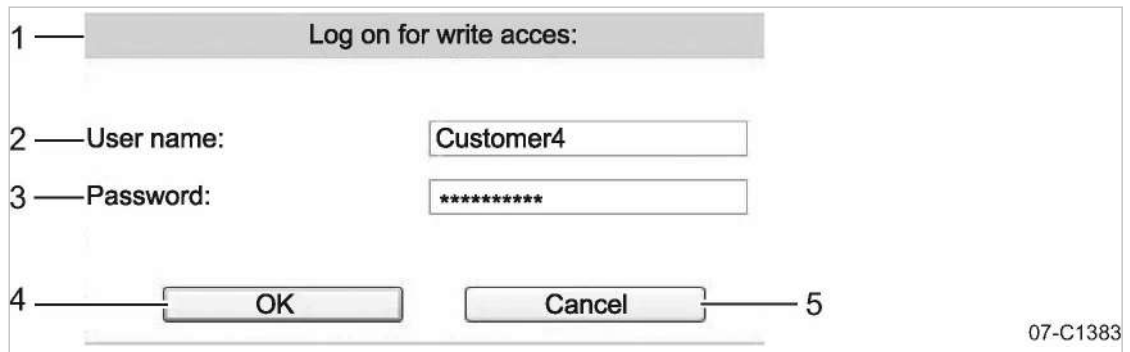 1 Log on for write acces:
2 User name: Customer4
3 Password: **********
4 OK Cancel 5
07-C1383